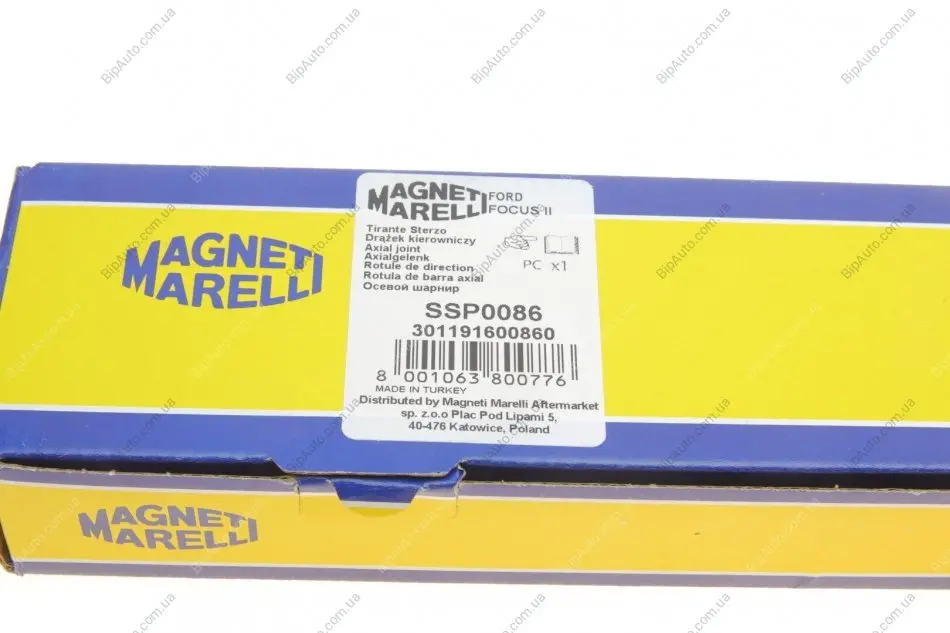 MAGNETI
MARELLI
FORD
FOCUS II
Tirante Sterzo
Drążek kierowniczy
Axial joint
Axialgelenk
Rotule de direction
Rotula de barra axial
Осевой шарнир
PC x1
SSP0086
301191600860
8 001063 800776
MADE IN TURKEY
Distributed by Magneti Marelli Aftermarket
sp. z.o.o Plac Pod Lipami 5,
40-476 Katowice, Poland
MAGNETI
MARELLI
MAGNETI
MARELLI
BipAuto.com.ua